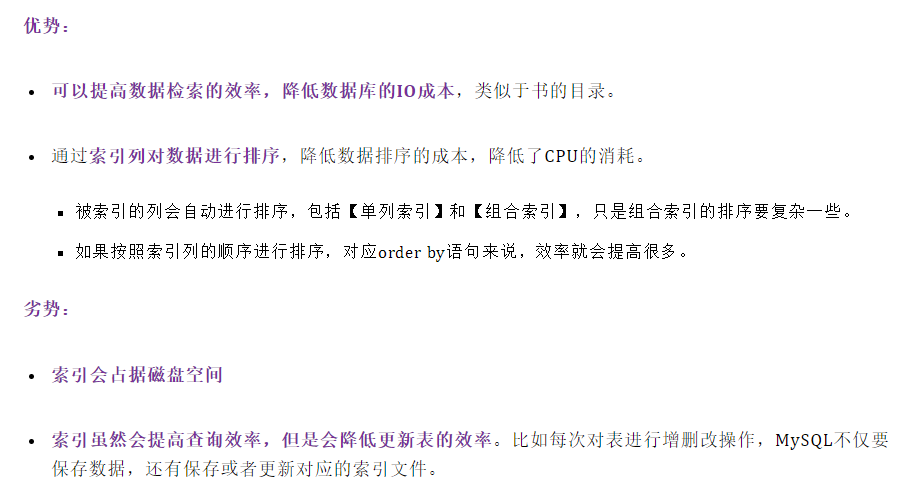 优势：
可以提高数据检索的效率，降低数据库的IO成本，类似于书的目录。
通过索引列对数据进行排序，降低数据排序的成本，降低了CPU的消耗。
被索引的列会自动进行排序，包括【单列索引】和【组合索引】，只是组合索引的排序要复杂一些。
如果按照索引列的顺序进行排序，对应order by语句来说，效率就会提高很多。
劣势：
索引会占据磁盘空间
索引虽然会提高查询效率，但是会降低更新表的效率。比如每次对表进行增删改操作，MySQL不仅要
保存数据，还有保存或者更新对应的索引文件。